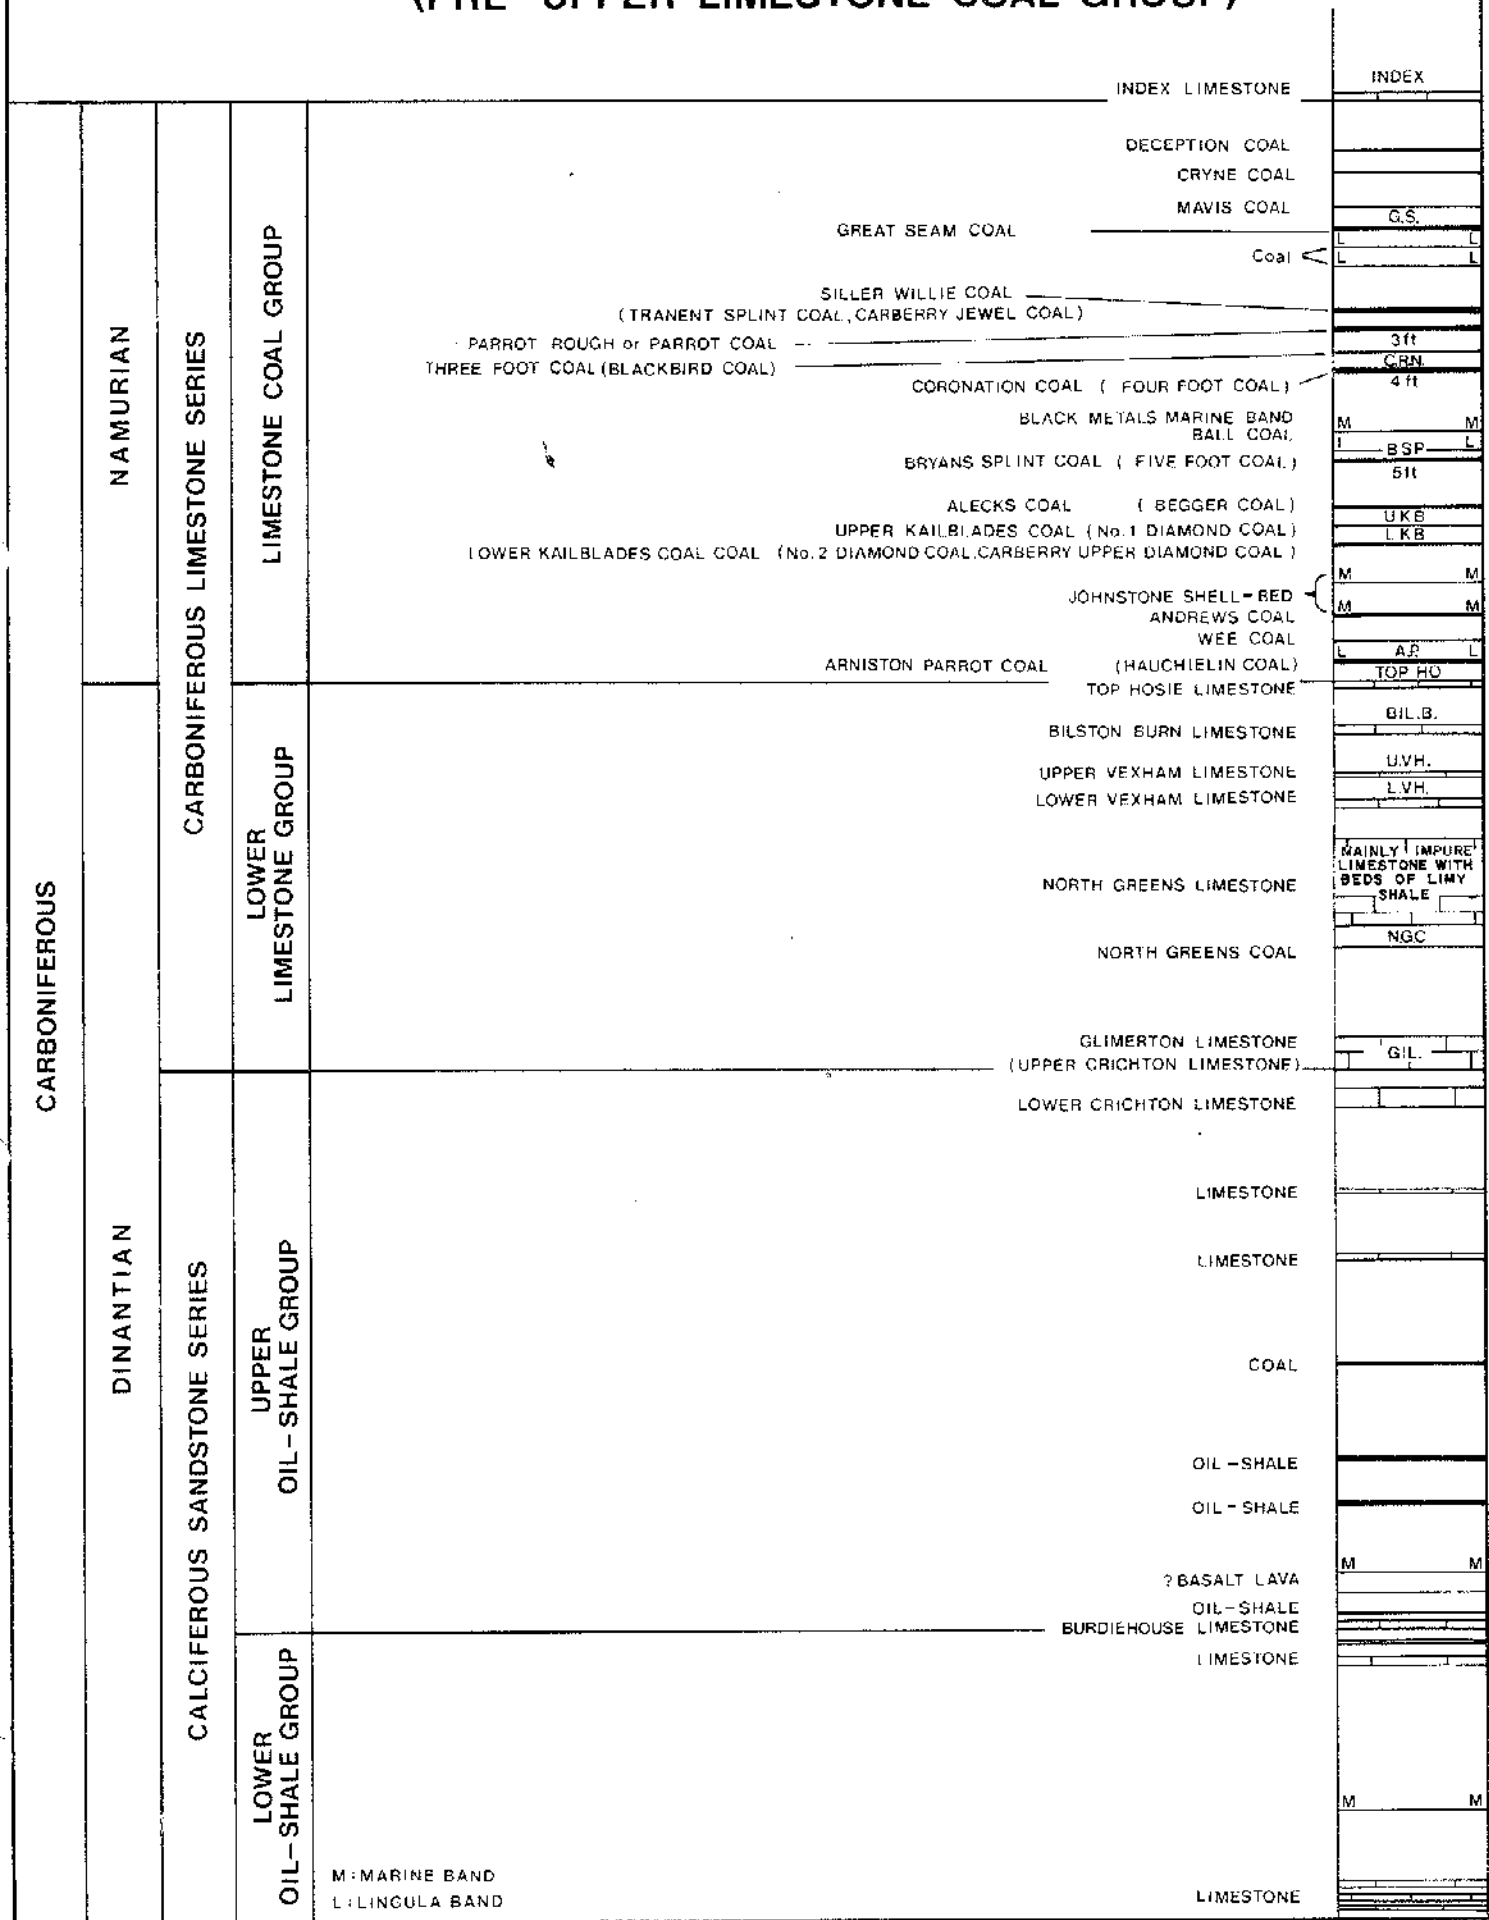 (PRE-UPPER LIMESTONE COAL GROUP)
INDEX
INDEX LIMESTONE
DECEPTION COAL
CRYNE COAL
MAVIS COAL
G.S.
GREAT SEAM COAL
L L
Coal
L L
SILLER WILLIE COAL
(TRANENT SPLINT COAL, CARBERRY JEWEL COAL)
PARROT ROUGH or PARROT COAL
3ft
THREE FOOT COAL (BLACKBIRD COAL)
CRN.
CORONATION COAL ( FOUR FOOT COAL)
4 ft
BLACK METALS MARINE BAND
M M
BALL COAL
L L
BSP
BRYANS SPLINT COAL ( FIVE FOOT COAL)
5ft
ALECKS COAL ( BEGGER COAL)
UKB
UPPER KAILBLADES COAL (No.1 DIAMOND COAL)
LKB
LOWER KAILBLADES COAL COAL (No.2 DIAMOND COAL, CARBERRY UPPER DIAMOND COAL )
M M
JOHNSTONE SHELL-BED
M M
ANDREWS COAL
WEE COAL
L A.P. L
ARNISTON PARROT COAL (HAUCHIELIN COAL)
TOP HO
TOP HOSIE LIMESTONE
BIL.B.
BILSTON BURN LIMESTONE
U.VH.
UPPER VEXHAM LIMESTONE
L.VH.
LOWER VEXHAM LIMESTONE
MAINLY IMPURE
LIMESTONE WITH
BEDS OF LIMY
SHALE
NORTH GREENS LIMESTONE
NGC
NORTH GREENS COAL
GLIMERTON LIMESTONE
GIL.
(UPPER CRICHTON LIMESTONE)
LOWER CRICHTON LIMESTONE
LIMESTONE
LIMESTONE
COAL
OIL-SHALE
OIL-SHALE
M M
? BASALT LAVA
OIL-SHALE
BURDIEHOUSE LIMESTONE
LIMESTONE
M M
LIMESTONE
CARBONIFEROUS
NAMURIAN
DINANTIAN
CARBONIFEROUS LIMESTONE SERIES
CALCIFEROUS SANDSTONE SERIES
LIMESTONE COAL GROUP
LOWER
LIMESTONE GROUP
UPPER
OIL-SHALE GROUP
LOWER
OIL-SHALE GROUP
M : MARINE BAND
L : LINGULA BAND